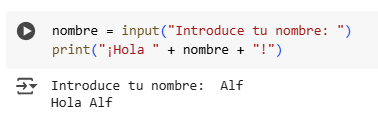 nombre = input("Introduce tu nombre: ")
print("¡Hola " + nombre + "!")
Introduce tu nombre:  Alf
Hola Alf